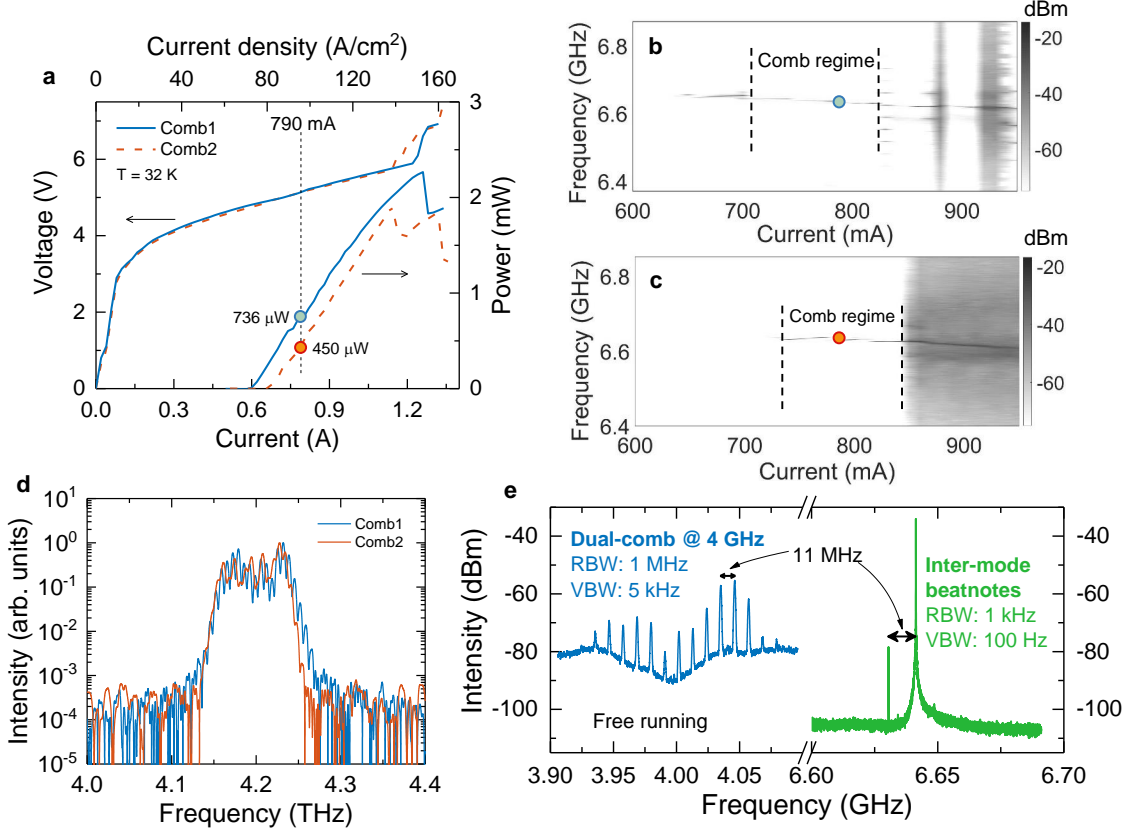 Current density (A/cm²)
0 40 80 120 160
a
790 mA
Comb1
Comb2
T = 32 K
736 μW
450 μW
Voltage (V)
0 2 4 6
Power (mW)
0 1 2 3
0.0 0.3 0.6 0.9 1.2
Current (A)
b
Comb regime
dBm
-20
-40
-60
Frequency (GHz)
6.8
6.6
6.4
600 700 800 900
Current (mA)
c
Comb regime
dBm
-20
-40
-60
Frequency (GHz)
6.8
6.6
6.4
600 700 800 900
Current (mA)
d
Comb1
Comb2
Intensity (arb. units)
10¹
10⁰
10⁻¹
10⁻²
10⁻³
10⁻⁴
10⁻⁵
4.0 4.1 4.2 4.3 4.4
Frequency (THz)
e
Dual-comb @ 4 GHz
RBW: 1 MHz
VBW: 5 kHz
11 MHz
Inter-mode
beatnotes
RBW: 1 kHz
VBW: 100 Hz
Free running
Intensity (dBm)
-40
-60
-80
-100
-40
-60
-80
-100
3.90 3.95 4.00 4.05 6.60 6.65 6.70
Frequency (GHz)